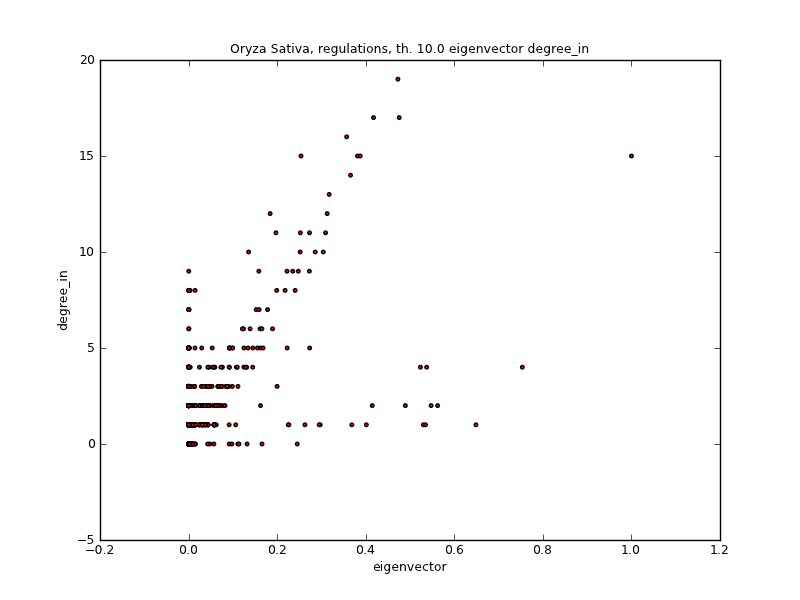 Oryza Sativa, regulations, th. 10.0 eigenvector degree_in
20
15
10
5
0
−5
degree_in
−0.2 0.0 0.2 0.4 0.6 0.8 1.0 1.2
eigenvector